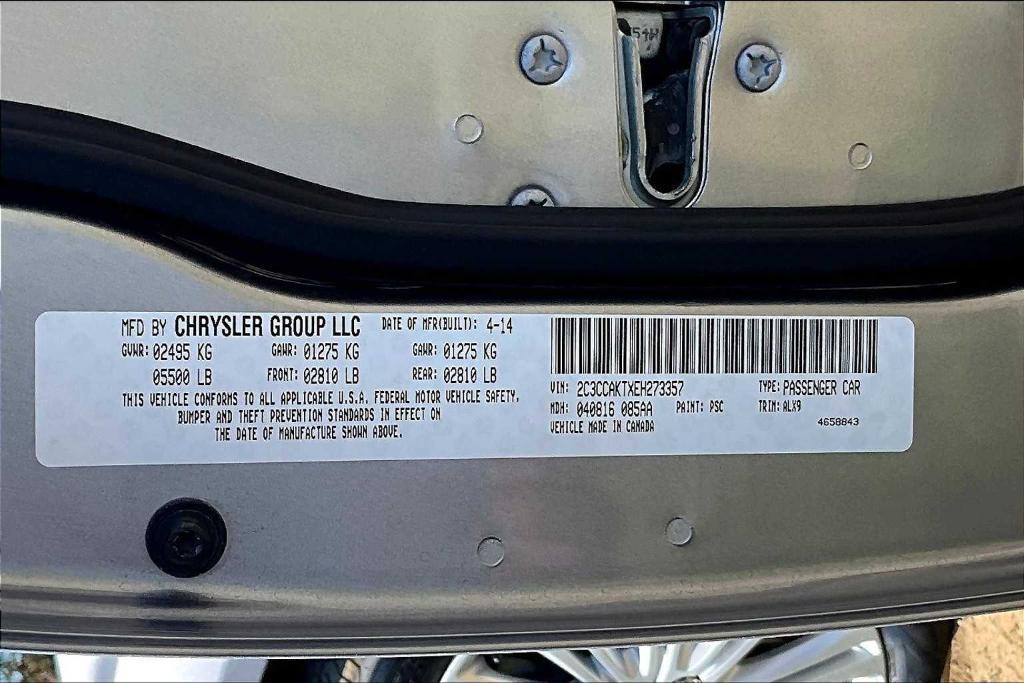 54H
MFD BY CHRYSLER GROUP LLC DATE OF MFR(BUILT): 4-14
GVWR: 02495 KG GAWR: 01275 KG GAWR: 01275 KG
05500 LB FRONT: 02810 LB REAR: 02810 LB
THIS VEHICLE CONFORMS TO ALL APPLICABLE U.S.A. FEDERAL MOTOR VEHICLE SAFETY,
BUMPER AND THEFT PREVENTION STANDARDS IN EFFECT ON
THE DATE OF MANUFACTURE SHOWN ABOVE.
VIN: 2C3CCAKTXEH273357 TYPE: PASSENGER CAR
MDH: 040816 085AA PAINT: PSC TRIM: ALX9
VEHICLE MADE IN CANADA 4658843